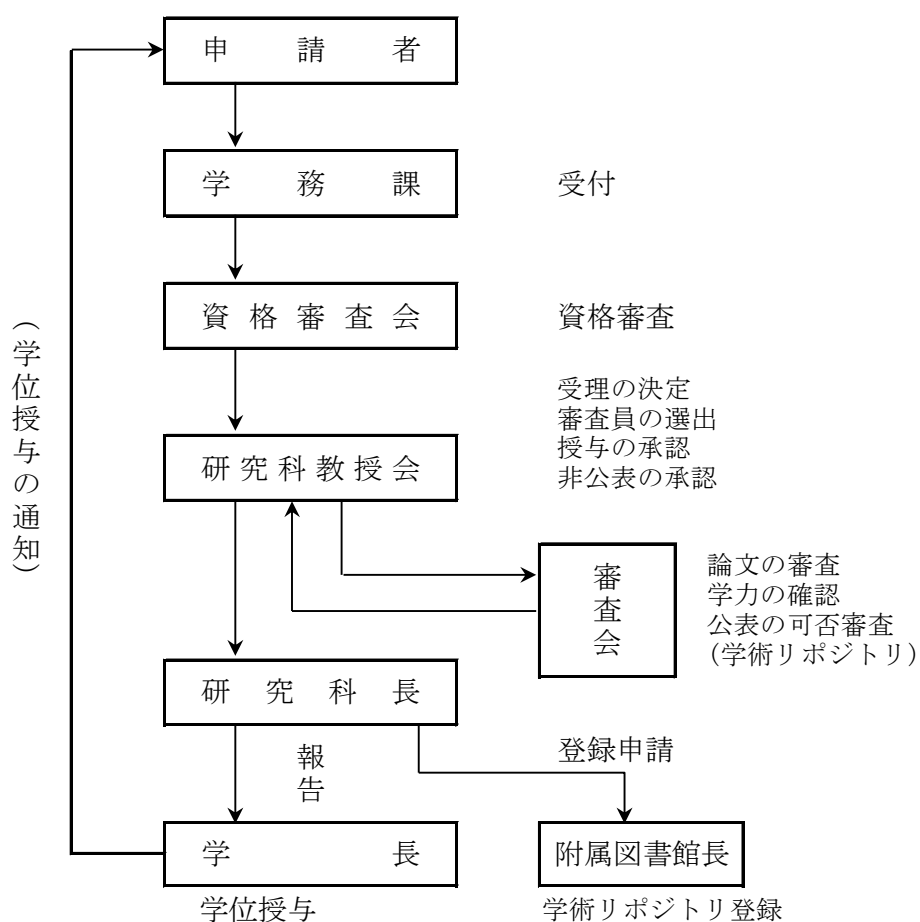 申請者
学務課
受付
資格審査会
資格審査
受理の決定
審査員の選出
授与の承認
非公表の承認
研究科教授会
（学位授与の通知）
審査会
論文の審査
学力の確認
公表の可否審査
（学術リポジトリ）
研究科長
報告
登録申請
学長
附属図書館長
学位授与
学術リポジトリ登録